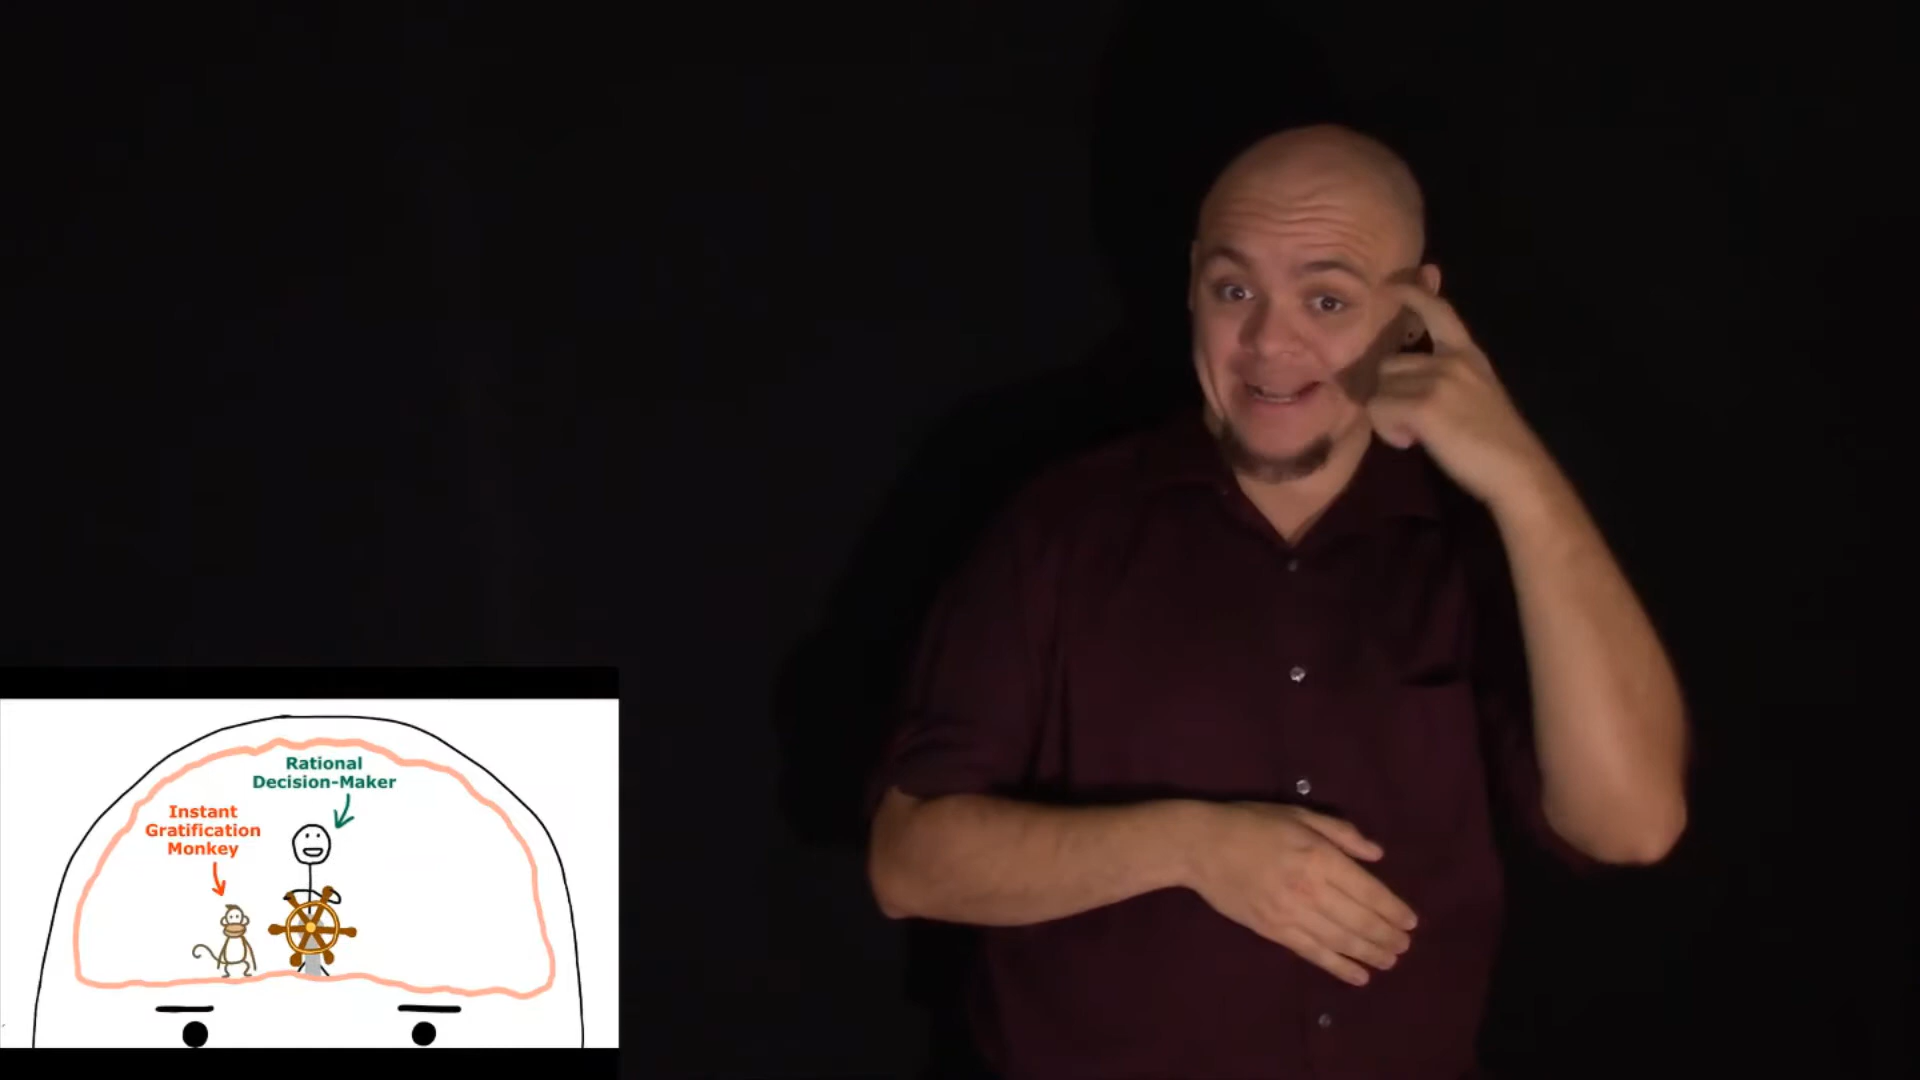 Rational
Decision-Maker
Instant
Gratification
Monkey